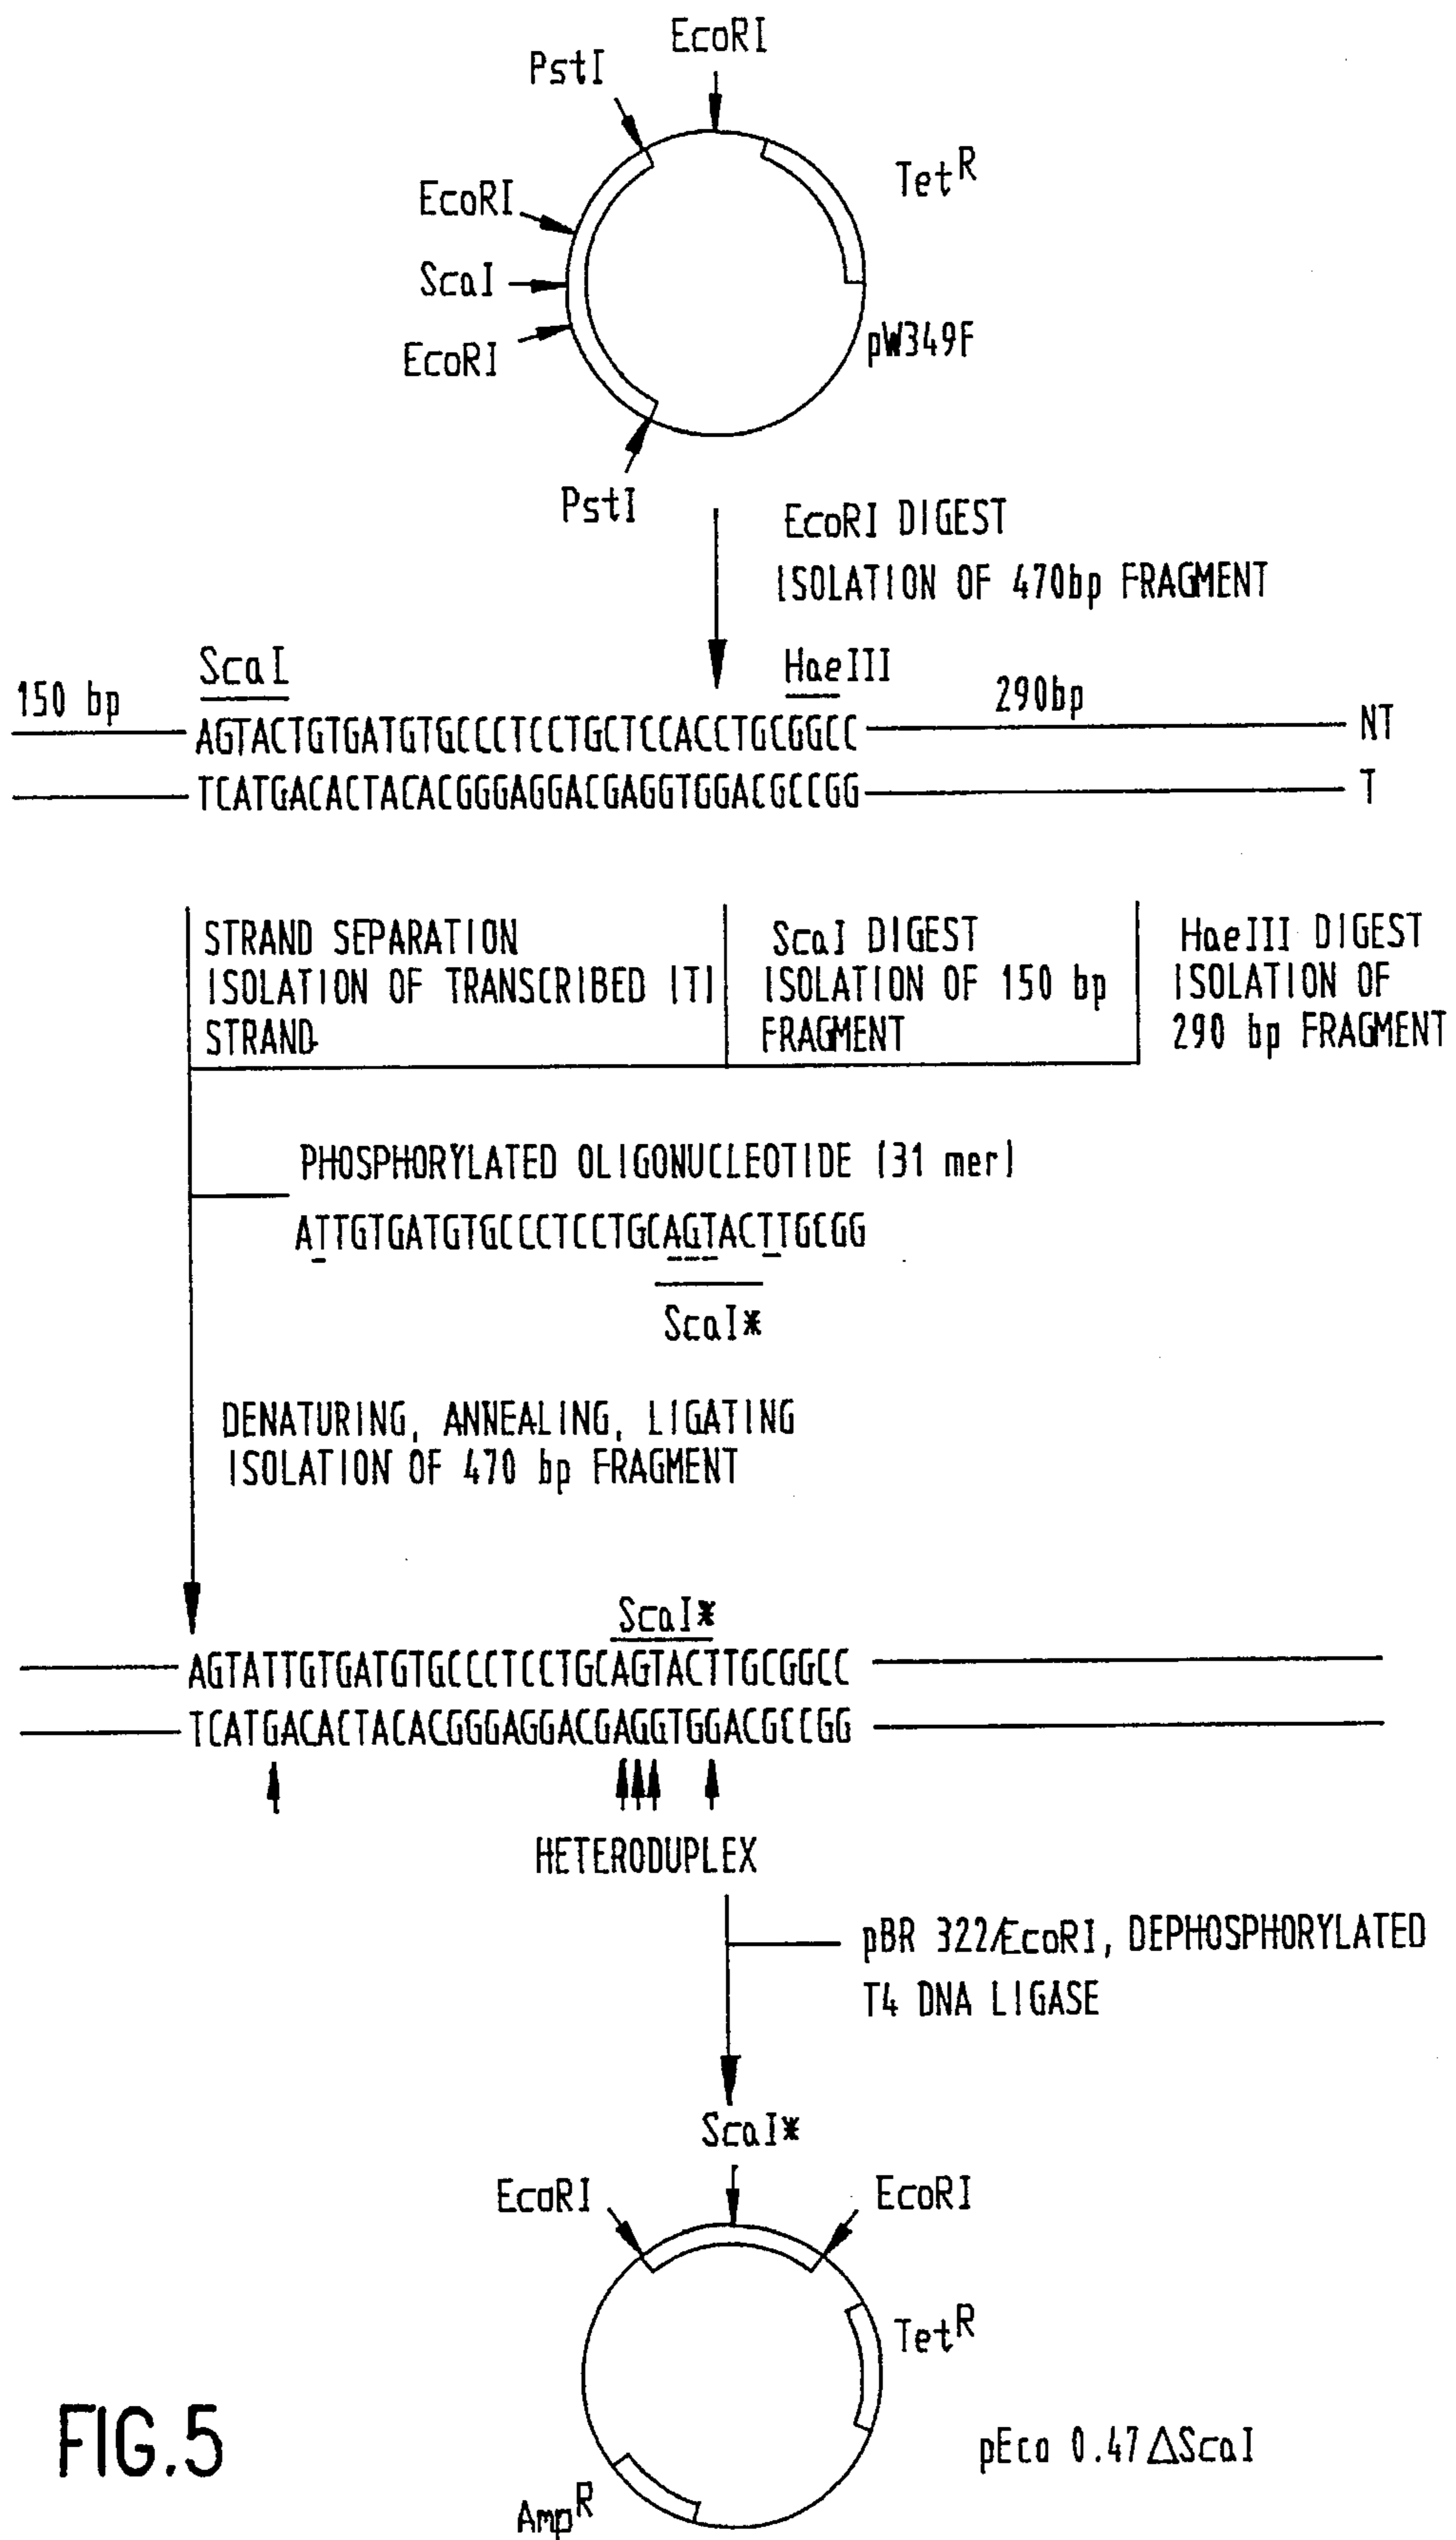 EcoRI
PstI
Tet^R
EcoRI
ScaI
EcoRI
pW349F
PstI
EcoRI DIGEST
ISOLATION OF 470bp FRAGMENT
ScaI
HaeIII
150 bp
290bp
AGTACTGTGATGTGCCCTCCTGCTCCACCTGCGGCC
NT
TCATGACACTACACGGGAGGACGAGGTGGACGCCGG
T
STRAND SEPARATION
ISOLATION OF TRANSCRIBED (T)
STRAND
ScaI DIGEST
ISOLATION OF 150 bp
FRAGMENT
HaeIII DIGEST
ISOLATION OF
290 bp FRAGMENT
PHOSPHORYLATED OLIGONUCLEOTIDE (31 mer)
ATTGTGATGTGCCCTCCTGCAGTACTTGCGG
ScaI*
DENATURING, ANNEALING, LIGATING
ISOLATION OF 470 bp FRAGMENT
ScaI*
AGTATTGTGATGTGCCCTCCTGCAGTACTTGCGGCC
TCATGACACTACACGGGAGGACGAGGTGGACGCCGG
HETERODUPLEX
pBR 322/EcoRI, DEPHOSPHORYLATED
T4 DNA LIGASE
ScaI*
EcoRI
EcoRI
Tet^R
pEco 0.47ΔScaI
Amp^R
FIG.5